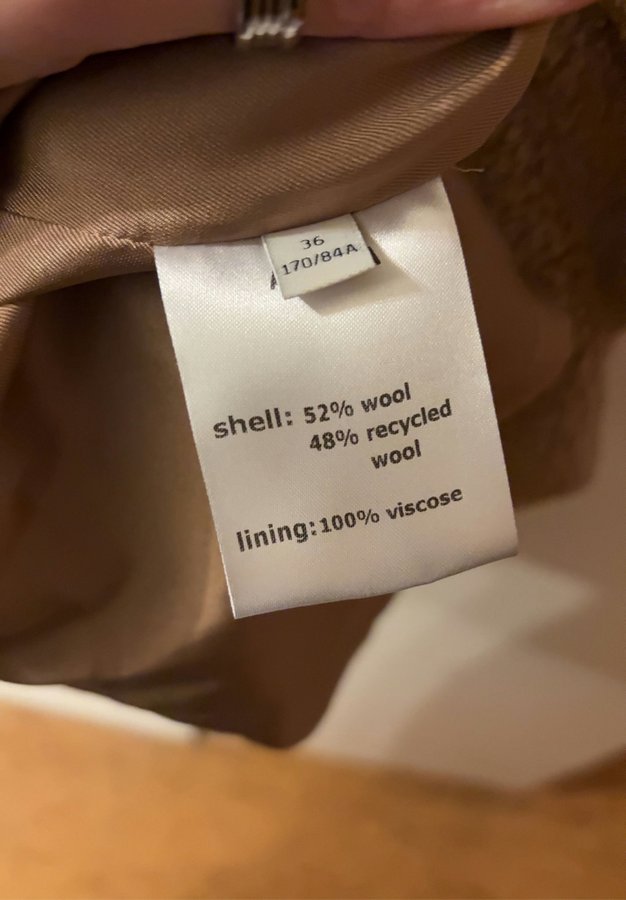 36
170/84A
shell: 52% wool
48% recycled
wool
lining:100% viscose